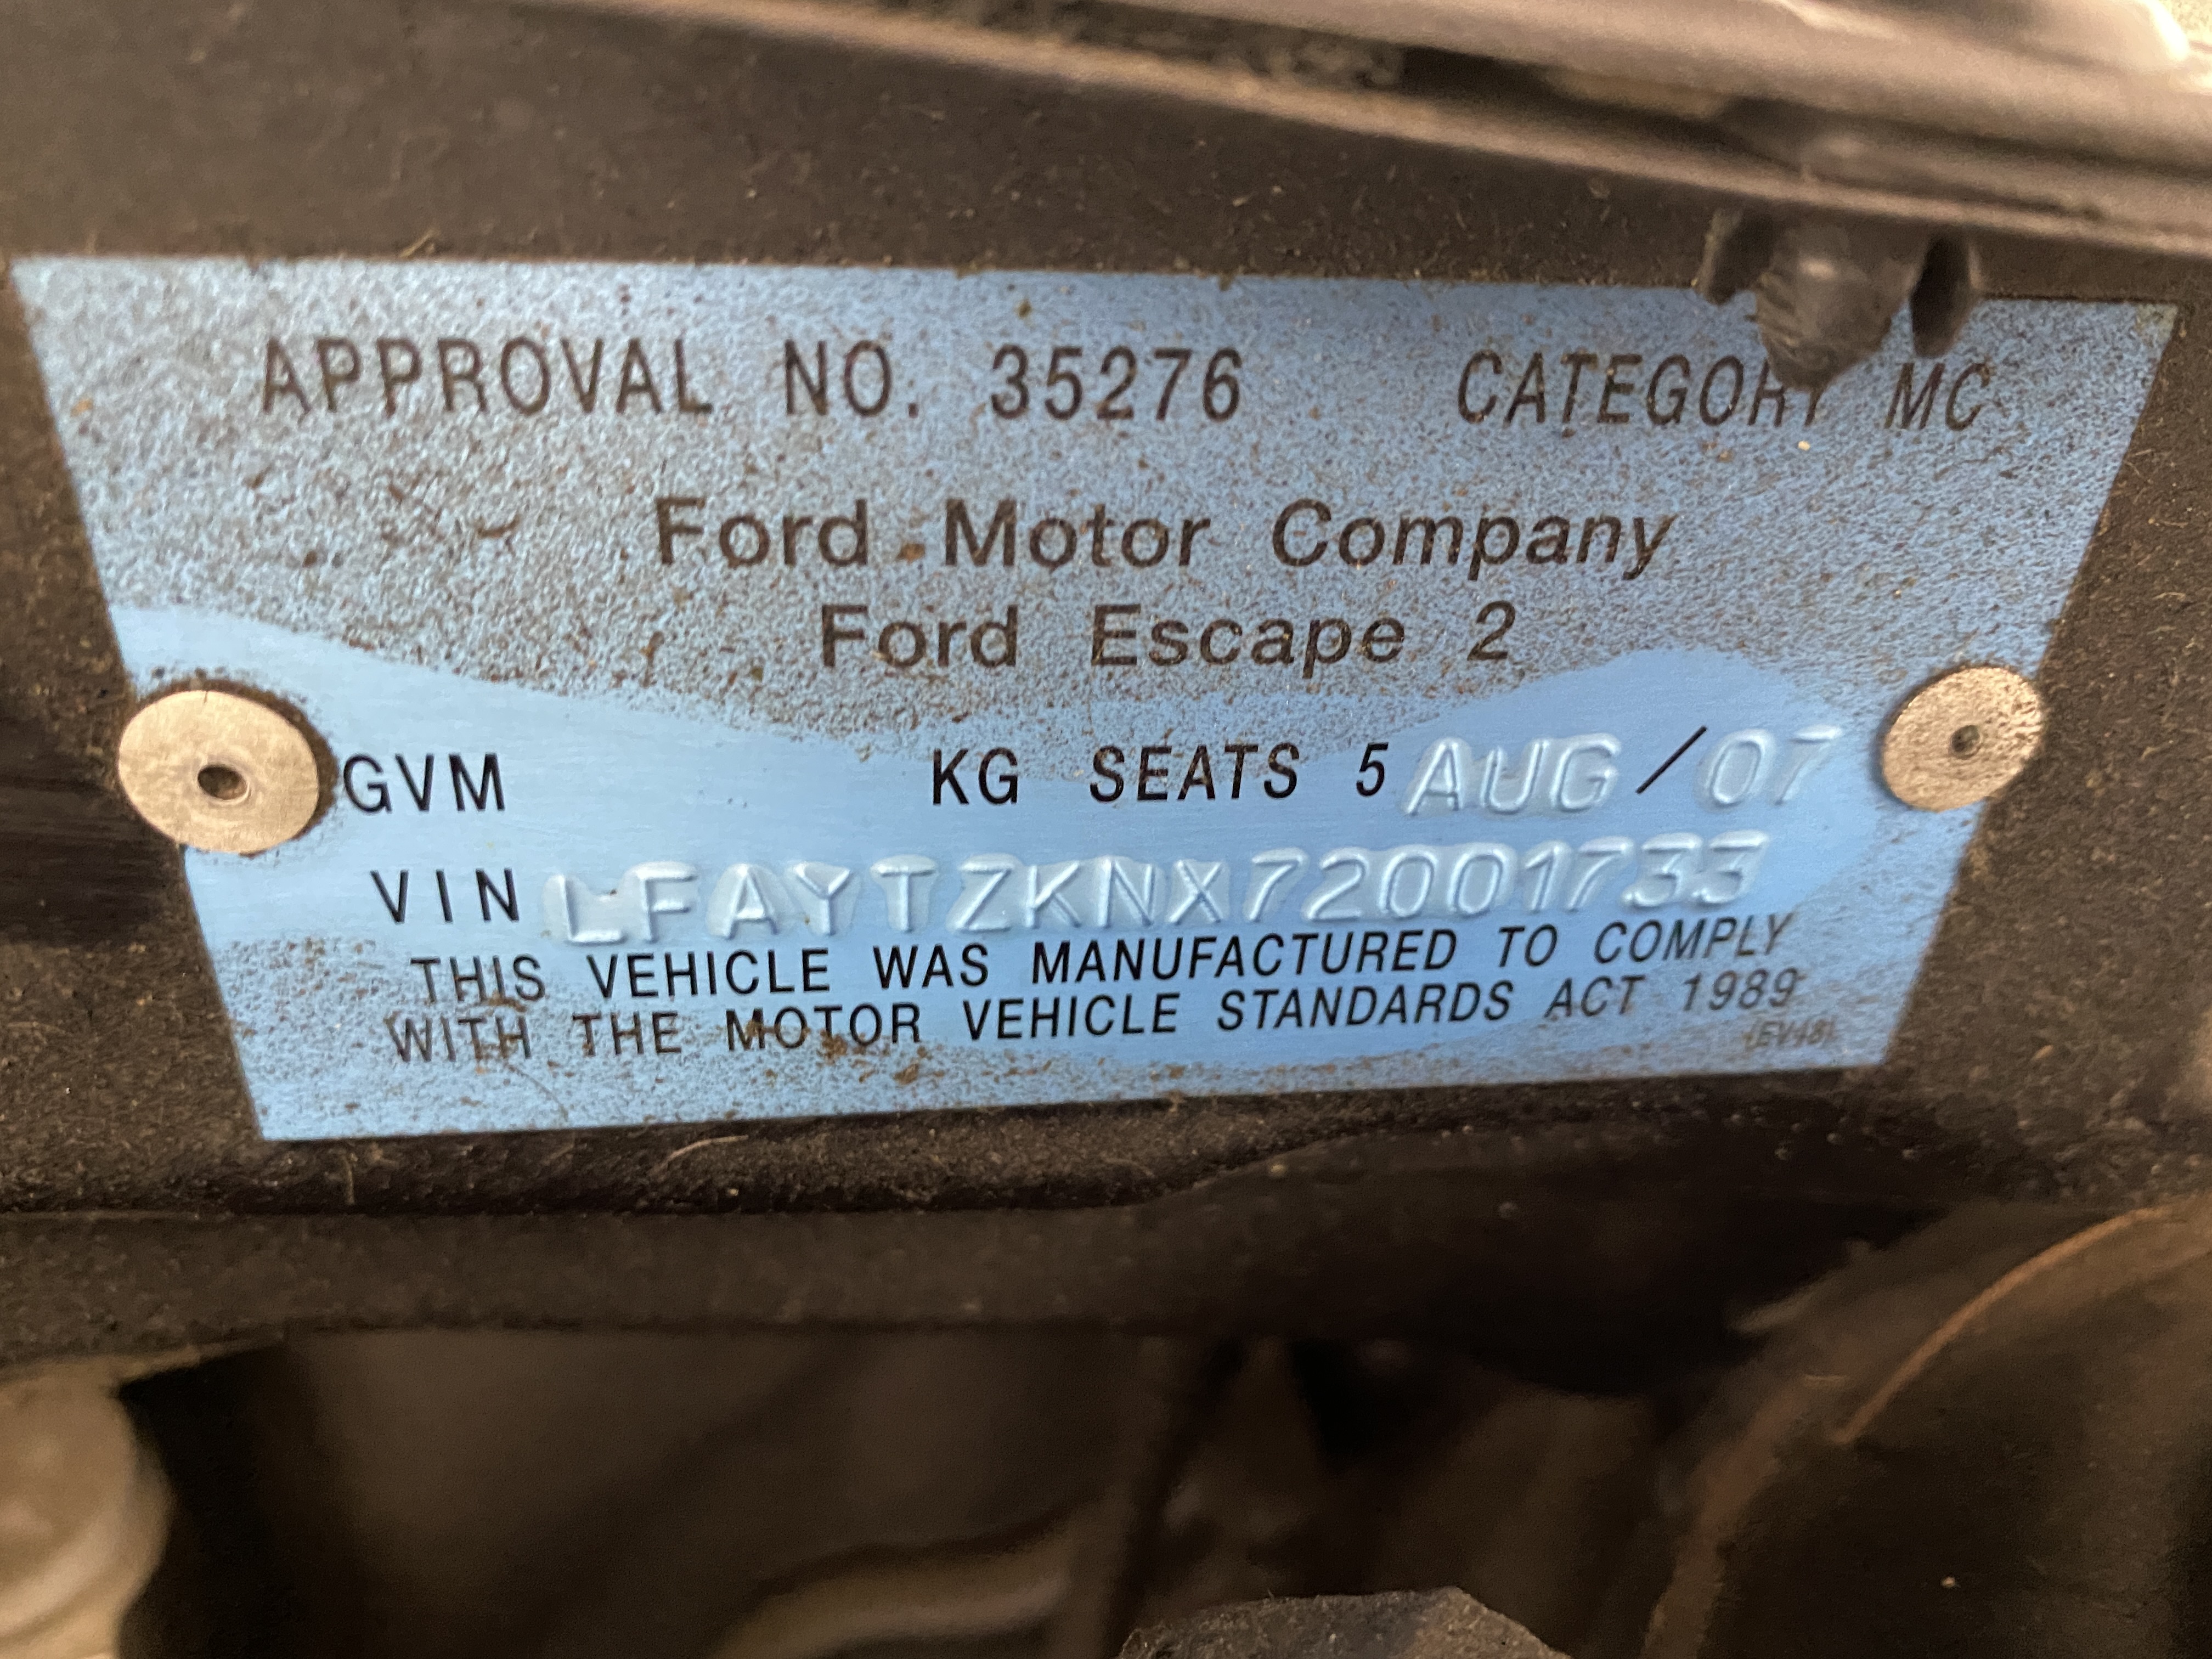 APPROVAL NO. 35276 CATEGORY MC
Ford Motor Company
Ford Escape 2
GVM KG SEATS 5 AUG / 07
VIN LFAYTZKNX72001733
THIS VEHICLE WAS MANUFACTURED TO COMPLY
WITH THE MOTOR VEHICLE STANDARDS ACT 1989